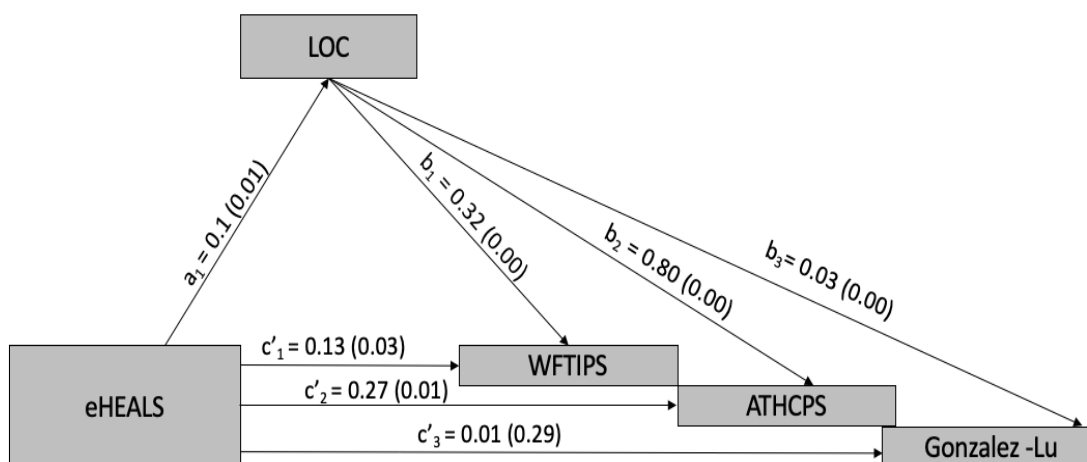 LOC
a₁ = 0.1 (0.01)
b₁ = 0.32 (0.00)
b₂ = 0.80 (0.00)
b₃ = 0.03 (0.00)
eHEALS
c'₁ = 0.13 (0.03)
WFTIPS
c'₂ = 0.27 (0.01)
ATHCPS
c'₃ = 0.01 (0.29)
Gonzalez -Lu